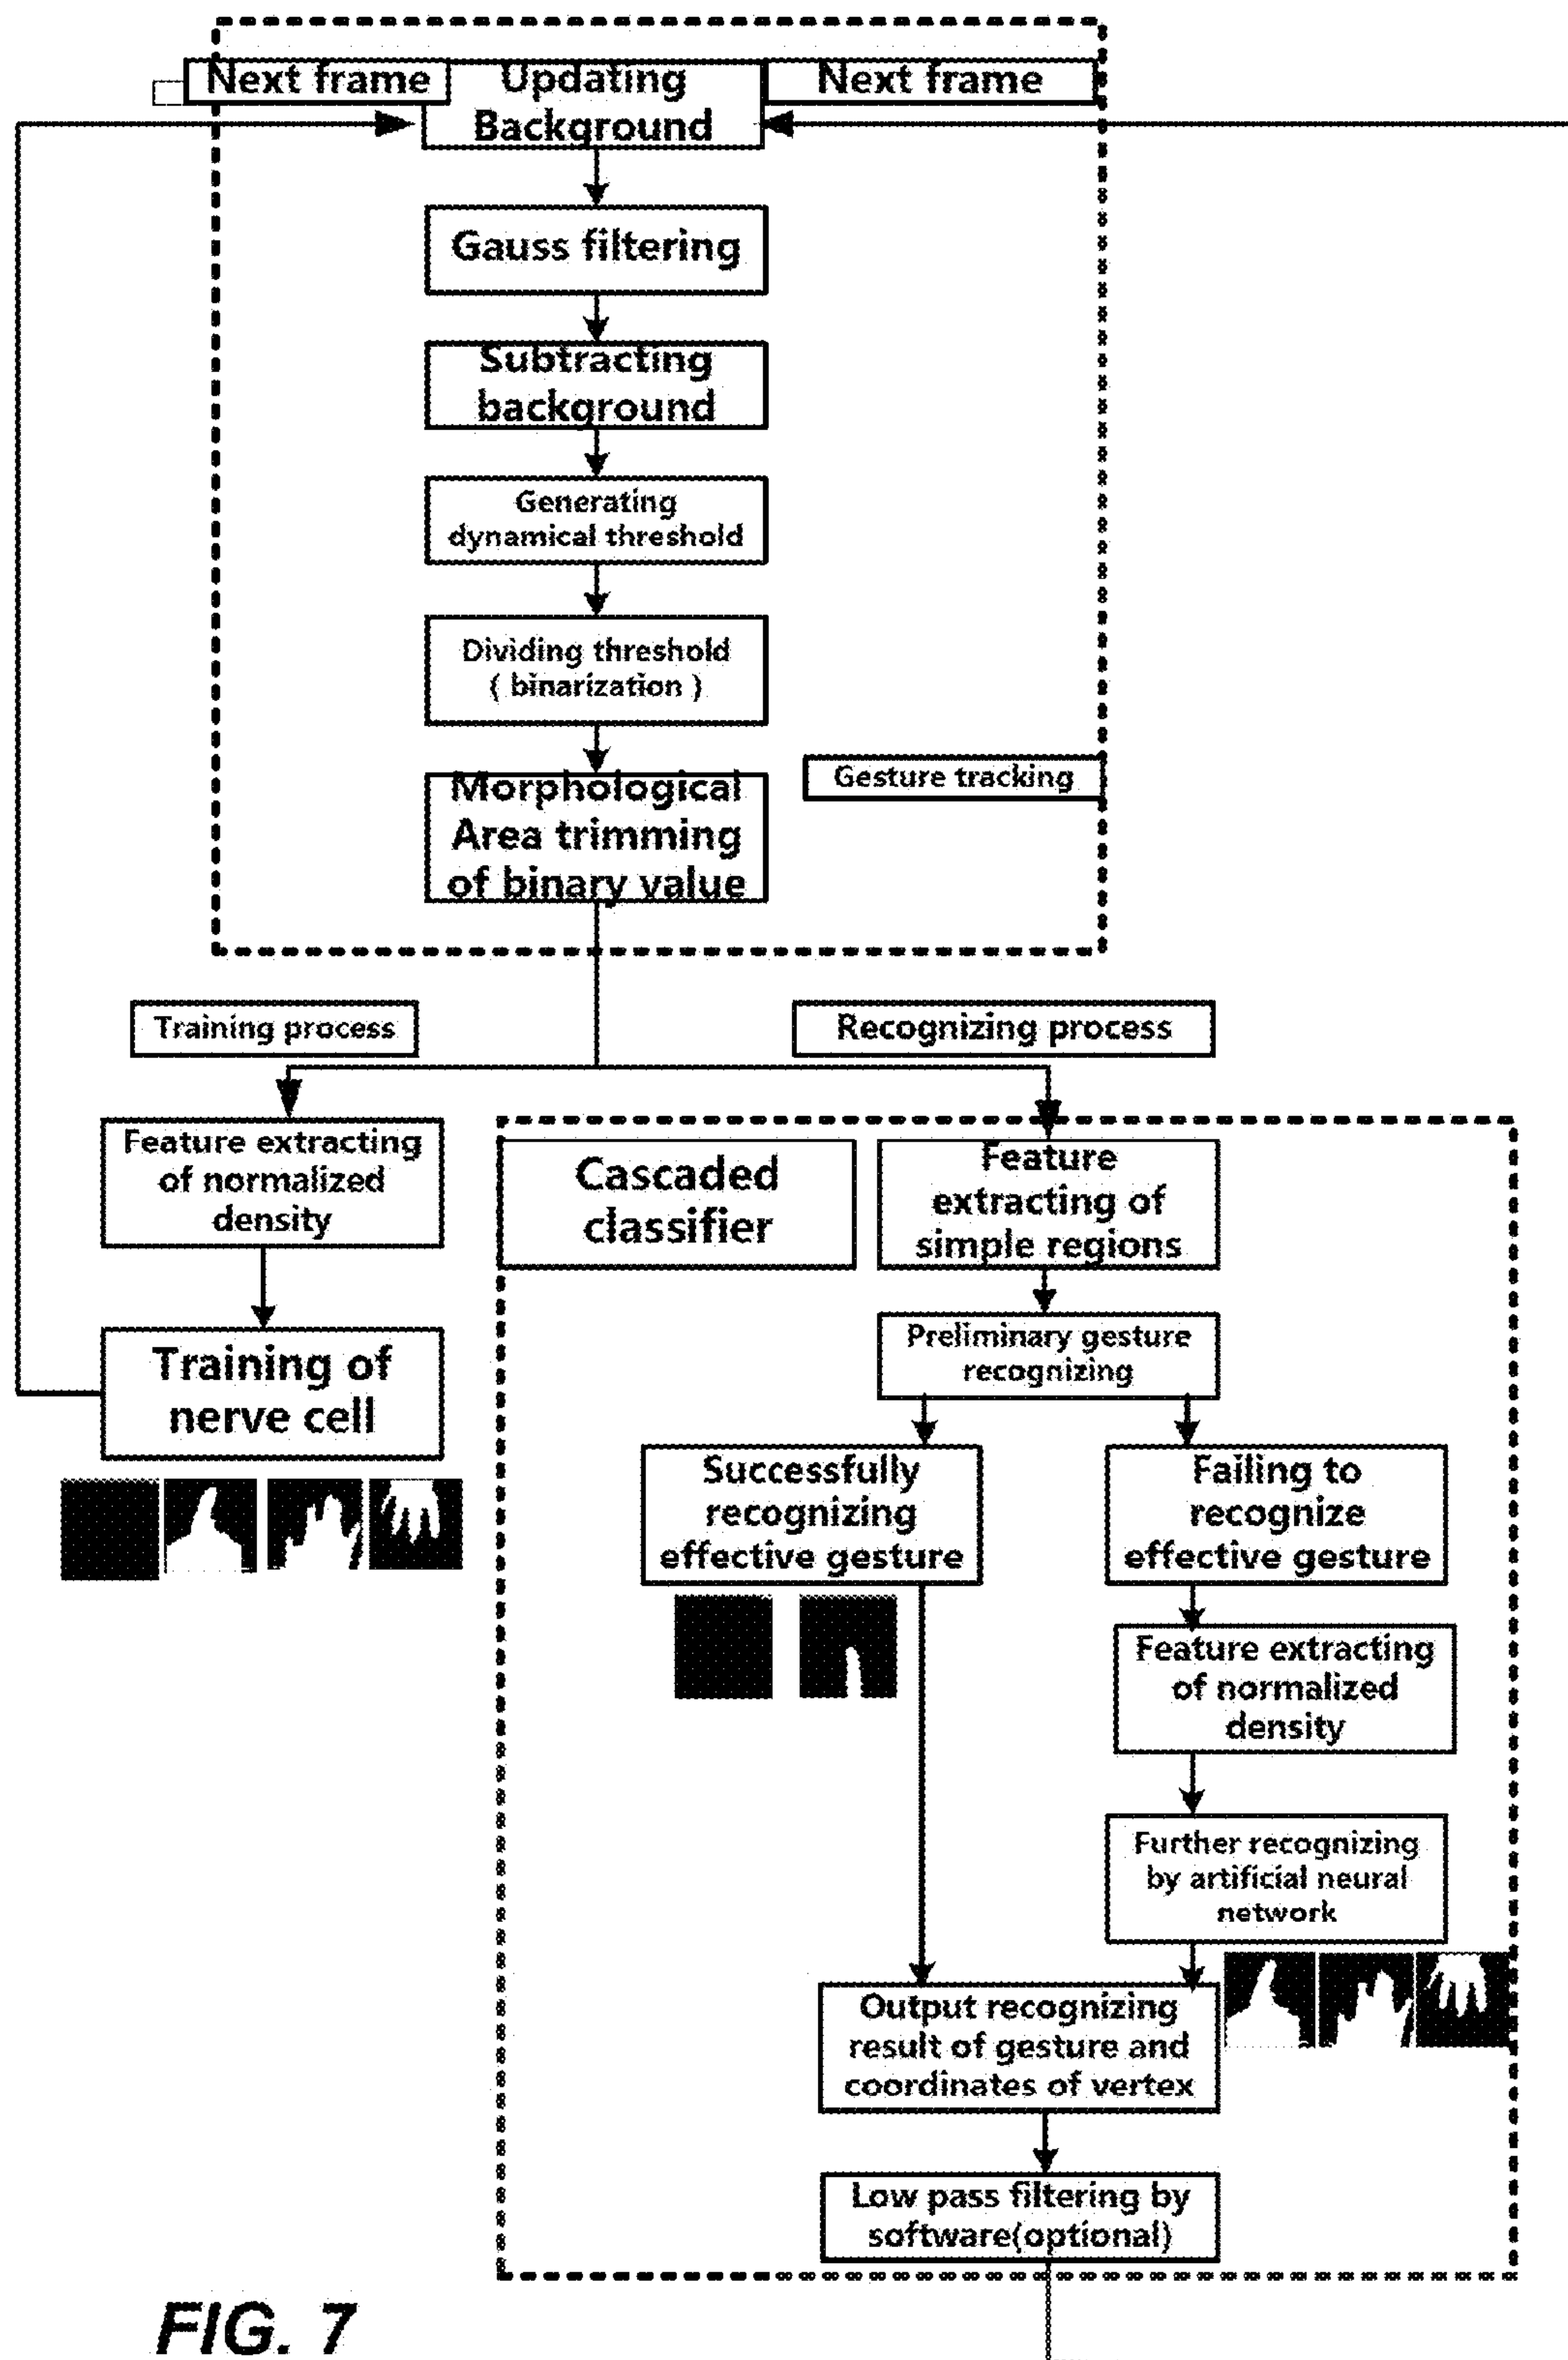 Next frame
Updating
Background
Next frame
Gauss filtering
Subtracting
background
Generating
dynamical threshold
Dividing threshold
( binarization )
Morphological
Area trimming
of binary value
Gesture tracking
Training process
Recognizing process
Feature extracting
of normalized
density
Training of
nerve cell
Cascaded
classifier
Feature
extracting of
simple regions
Preliminary gesture
recognizing
Successfully
recognizing
effective gesture
Failing to
recognize
effective gesture
Feature extracting
of normalized
density
Further recognizing
by artificial neural
network
Output recognizing
result of gesture and
coordinates of vertex
Low pass filtering by
software(optional)
FIG. 7